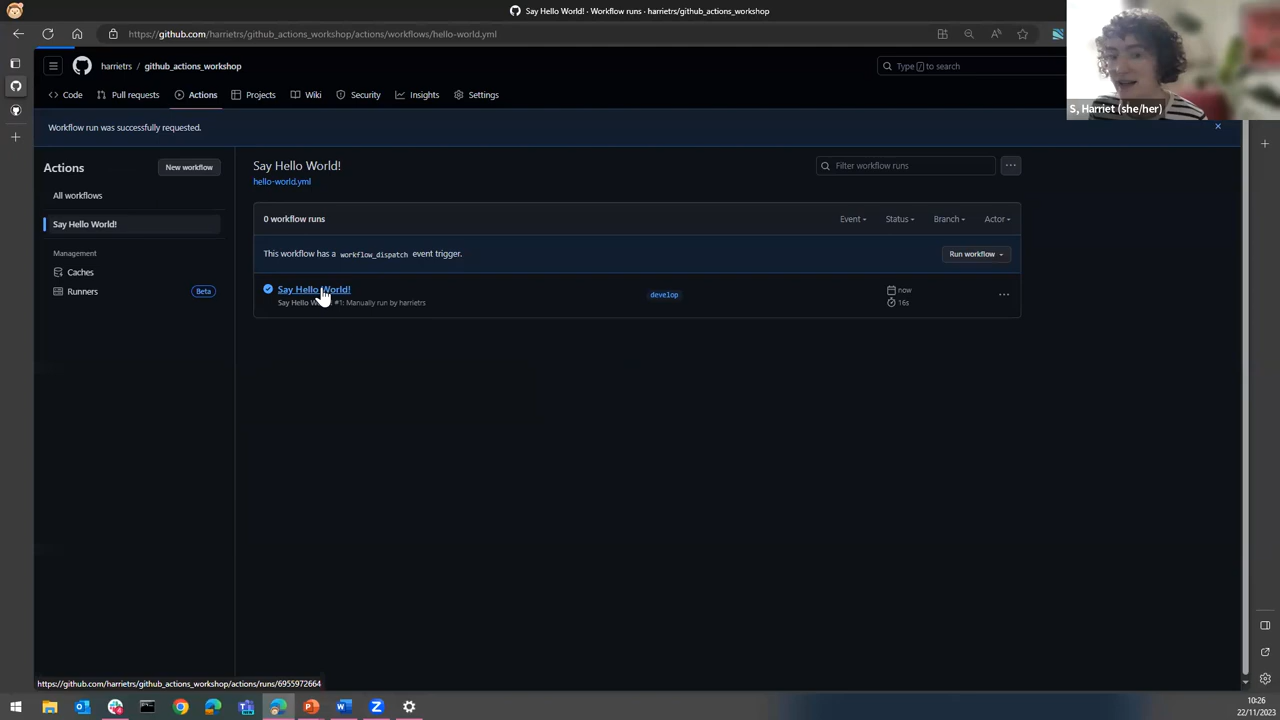 Say Hello World! · Workflow runs · harrietrs/github_actions_workshop
https://github.com/harrietrs/github_actions_workshop/actions/workflows/hello-world.yml
S, Harriet (she/her)
harrietrs / github_actions_workshop
Type / to search
Code
Pull requests
Actions
Projects
Wiki
Security
Insights
Settings
Workflow run was successfully requested.
Actions
New workflow
All workflows
Say Hello World!
Management
Caches
Runners
Beta
Say Hello World!
hello-world.yml
Filter workflow runs
0 workflow runs
Event
Status
Branch
Actor
This workflow has a workflow_dispatch event trigger.
Run workflow
Say Hello World!
Say Hello #1: Manually run by harrietrs
develop
now
16s
https://github.com/harrietrs/github_actions_workshop/actions/runs/6955972664
10:26
22/11/2023